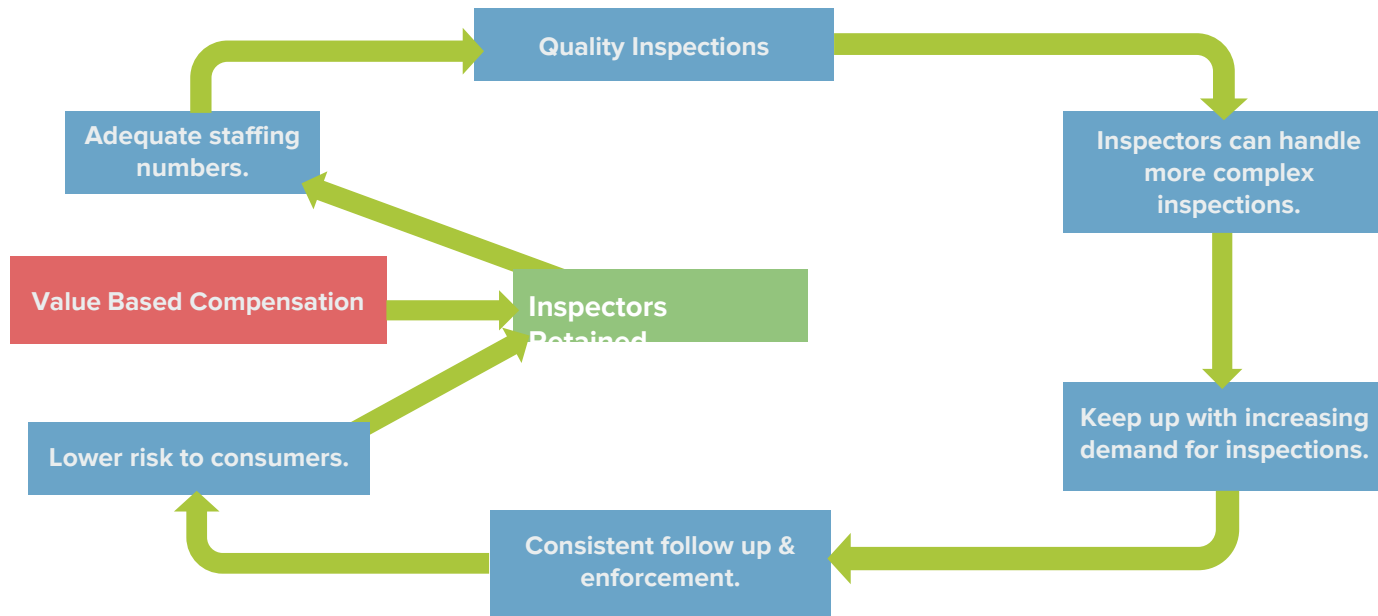 Quality Inspections
Adequate staffing
numbers.
Inspectors can handle
more complex
inspections.
Value Based Compensation
Inspectors
Retained
Keep up with increasing
demand for inspections.
Lower risk to consumers.
Consistent follow up &
enforcement.